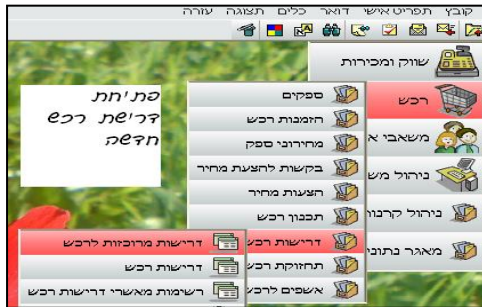 קובץ תפריט אישי דואר כלים תצוגה עזרה
שווק ומכירות
רכש
משאבי א
ניהול מש
ניהול קרנו
מאגר נתוני
ספקים
הזמנות רכש
מחירוני ספק
בקשות להצעת מחיר
הצעות מחיר
תכנון רכש
דרישות רכש
תחזוקת רכש
אשפים לרכש
דרישות מרוכזות לרכש
דרישות רכש
רשימות מאשרי דרישות רכש
פתיחת
דרישת רכש
חדשה